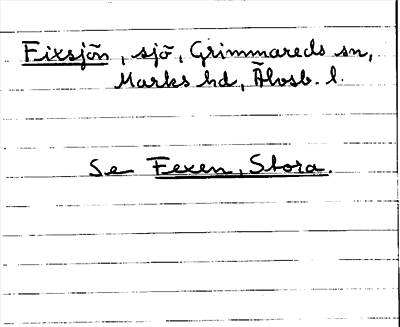 Fixsjön, sjö, Grimmareds sn,
Marks hd, Älvsb. l.
Se Fexen, Stora.